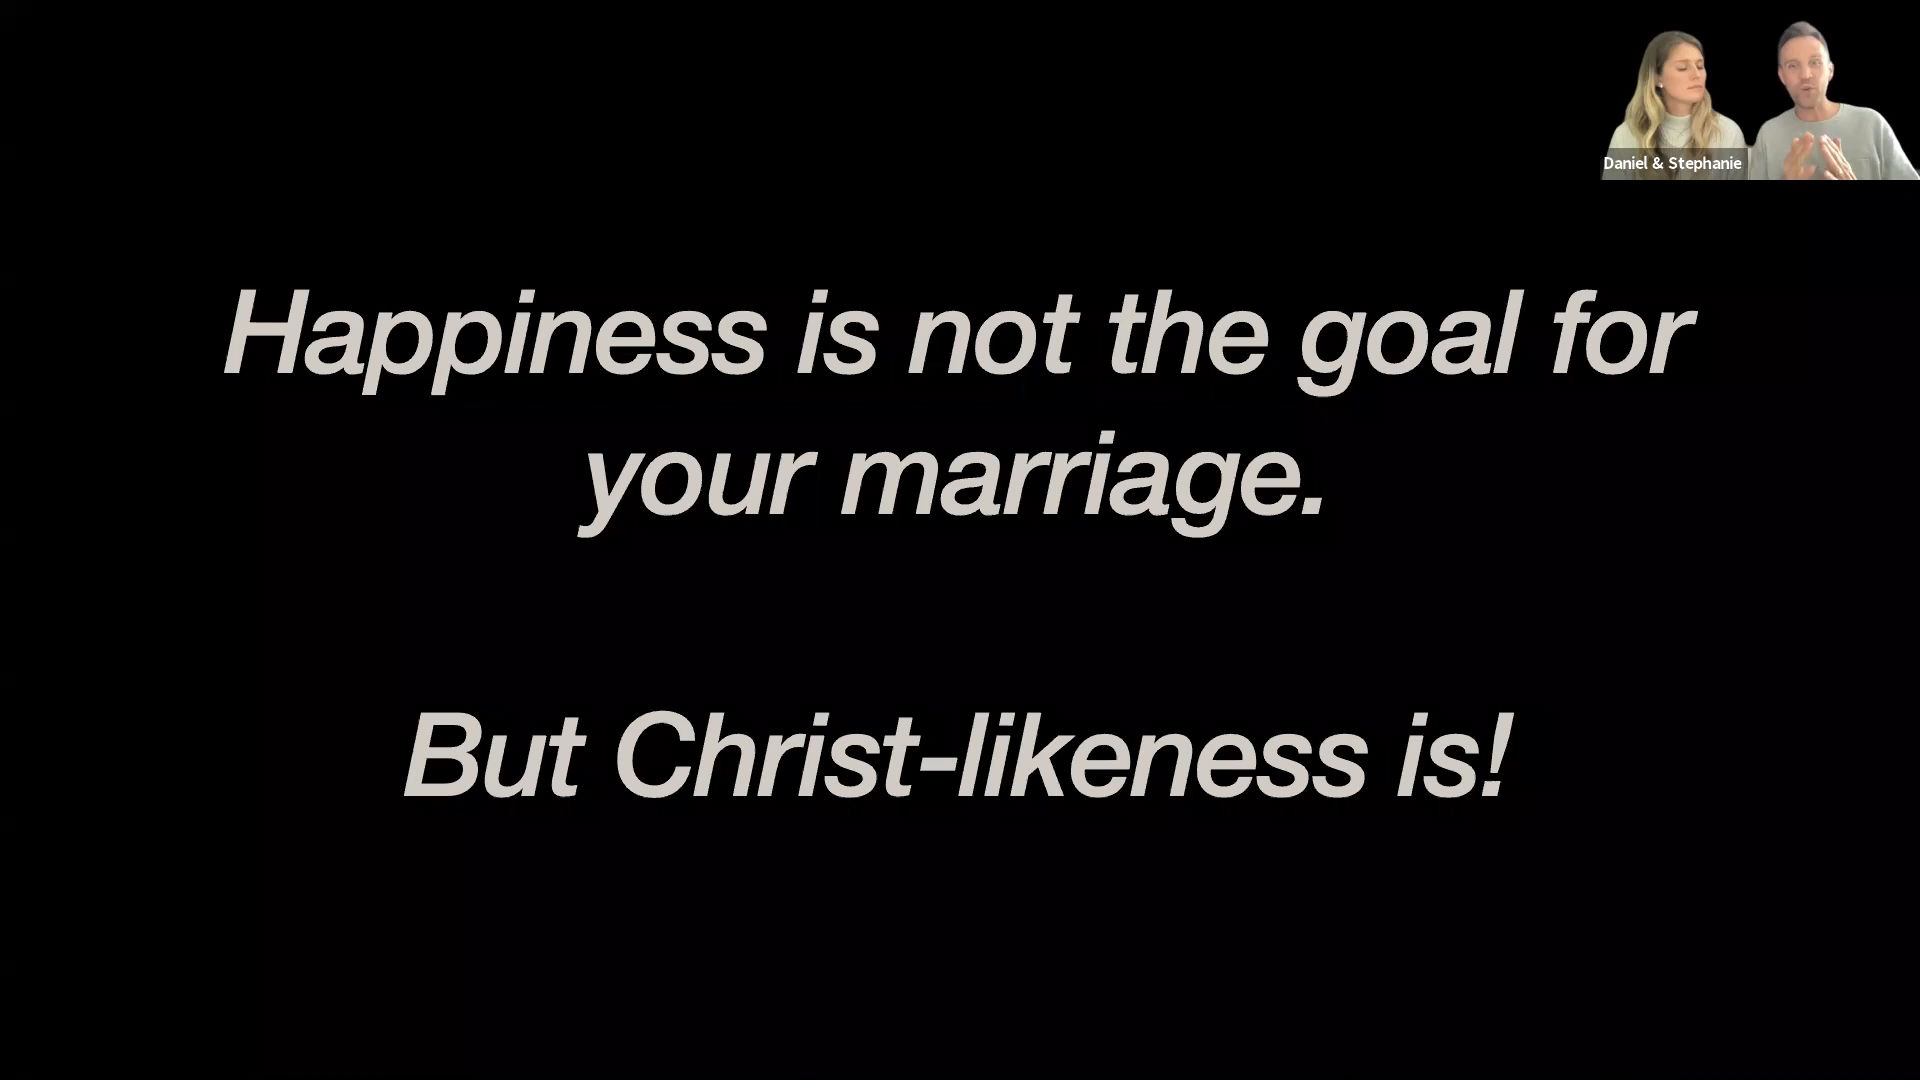 Daniel & Stephanie
Happiness is not the goal for
your marriage.
But Christ-likeness is!